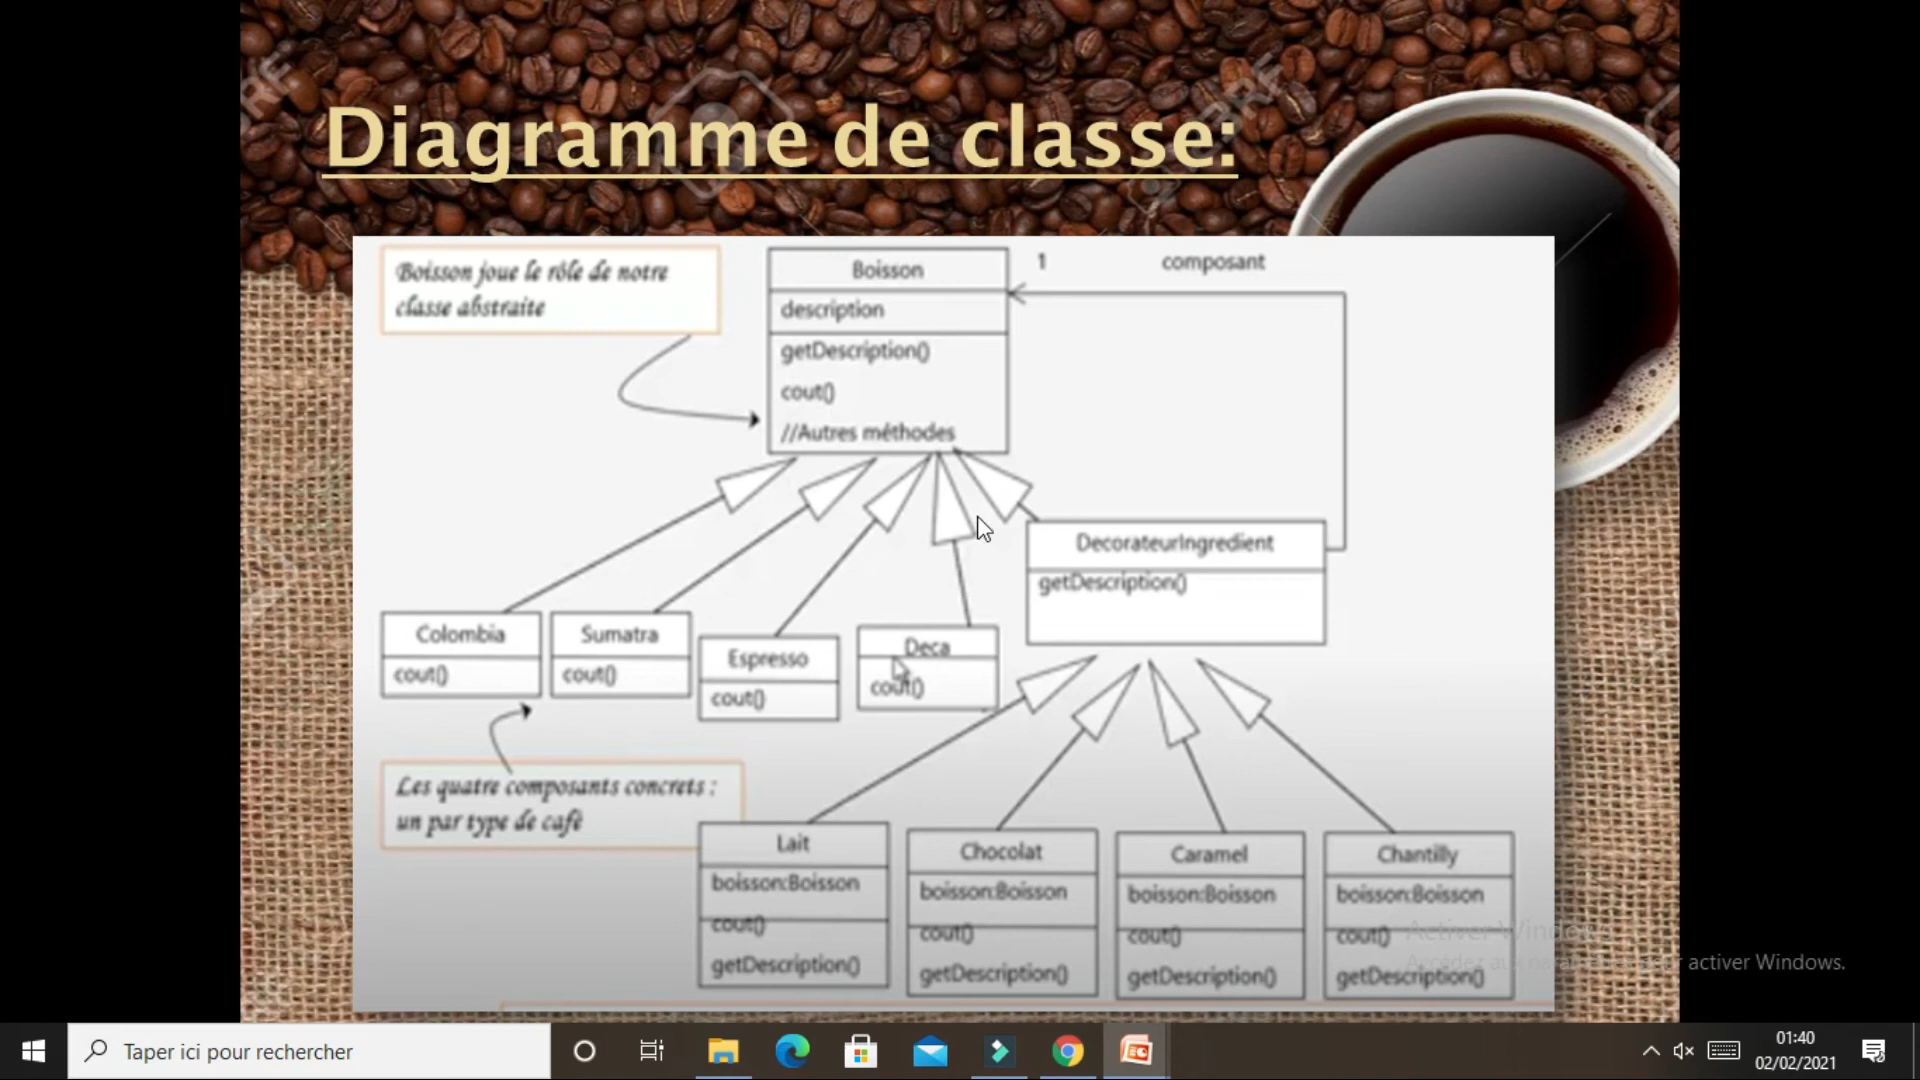 Diagramme de classe:
Boisson joue le rôle de notre
classe abstraite
Boisson
description
getDescription()
cout()
//Autres méthodes
1 composant
DecorateurIngredient
getDescription()
Colombia
cout()
Sumatra
cout()
Espresso
cout()
Deca
cout()
Les quatre composants concrets :
un par type de café
Lait
boisson:Boisson
cout()
getDescription()
Chocolat
boisson:Boisson
cout()
getDescription()
Caramel
boisson:Boisson
cout()
getDescription()
Chantilly
boisson:Boisson
cout()
getDescription()
activer Windows.
Taper ici pour rechercher
01:40
02/02/2021